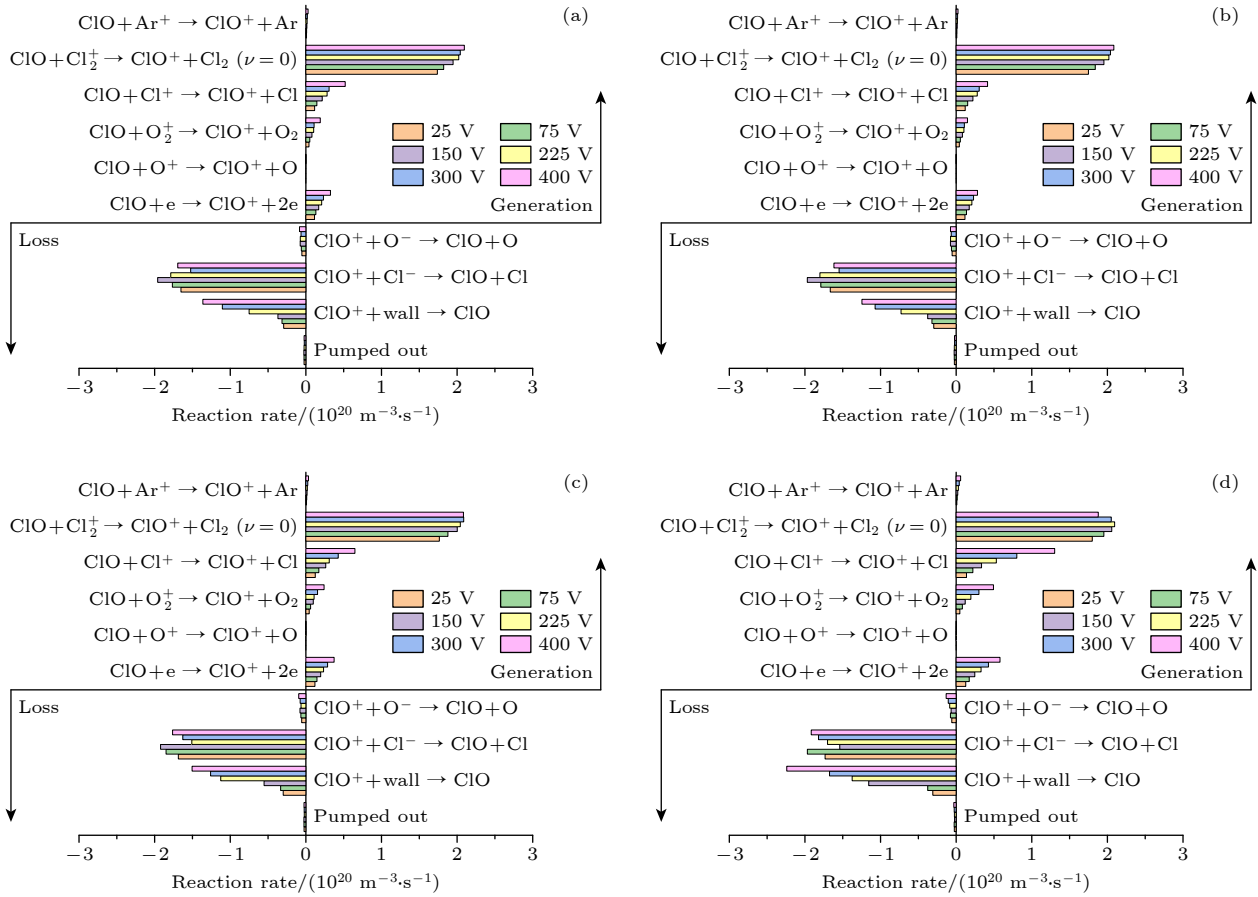 (a)
ClO+Ar⁺ → ClO⁺+Ar
ClO+Cl₂⁺ → ClO⁺+Cl₂ (ν=0)
ClO+Cl⁺ → ClO⁺+Cl
ClO+O₂⁺ → ClO⁺+O₂
ClO+O⁺ → ClO⁺+O
ClO+e → ClO⁺+2e
25 V 75 V
150 V 225 V
300 V 400 V
Generation
Loss
ClO⁺+O⁻ → ClO+O
ClO⁺+Cl⁻ → ClO+Cl
ClO⁺+wall → ClO
Pumped out
−3 −2 −1 0 1 2 3
Reaction rate/(10²⁰ m⁻³·s⁻¹)
(b)
ClO+Ar⁺ → ClO⁺+Ar
ClO+Cl₂⁺ → ClO⁺+Cl₂ (ν=0)
ClO+Cl⁺ → ClO⁺+Cl
ClO+O₂⁺ → ClO⁺+O₂
ClO+O⁺ → ClO⁺+O
ClO+e → ClO⁺+2e
25 V 75 V
150 V 225 V
300 V 400 V
Generation
Loss
ClO⁺+O⁻ → ClO+O
ClO⁺+Cl⁻ → ClO+Cl
ClO⁺+wall → ClO
Pumped out
−3 −2 −1 0 1 2 3
Reaction rate/(10²⁰ m⁻³·s⁻¹)
(c)
ClO+Ar⁺ → ClO⁺+Ar
ClO+Cl₂⁺ → ClO⁺+Cl₂ (ν=0)
ClO+Cl⁺ → ClO⁺+Cl
ClO+O₂⁺ → ClO⁺+O₂
ClO+O⁺ → ClO⁺+O
ClO+e → ClO⁺+2e
25 V 75 V
150 V 225 V
300 V 400 V
Generation
Loss
ClO⁺+O⁻ → ClO+O
ClO⁺+Cl⁻ → ClO+Cl
ClO⁺+wall → ClO
Pumped out
−3 −2 −1 0 1 2 3
Reaction rate/(10²⁰ m⁻³·s⁻¹)
(d)
ClO+Ar⁺ → ClO⁺+Ar
ClO+Cl₂⁺ → ClO⁺+Cl₂ (ν=0)
ClO+Cl⁺ → ClO⁺+Cl
ClO+O₂⁺ → ClO⁺+O₂
ClO+O⁺ → ClO⁺+O
ClO+e → ClO⁺+2e
25 V 75 V
150 V 225 V
300 V 400 V
Generation
Loss
ClO⁺+O⁻ → ClO+O
ClO⁺+Cl⁻ → ClO+Cl
ClO⁺+wall → ClO
Pumped out
−3 −2 −1 0 1 2 3
Reaction rate/(10²⁰ m⁻³·s⁻¹)